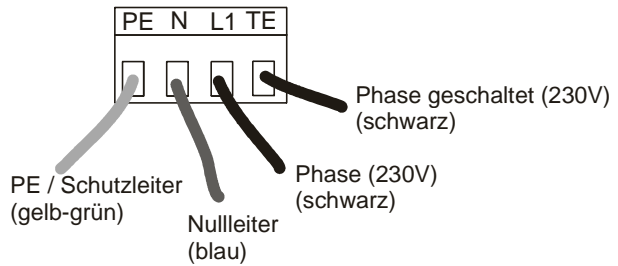 PE N L1 TE
Phase geschaltet (230V)
(schwarz)
Phase (230V)
(schwarz)
PE / Schutzleiter
(gelb-grün)
Nullleiter
(blau)